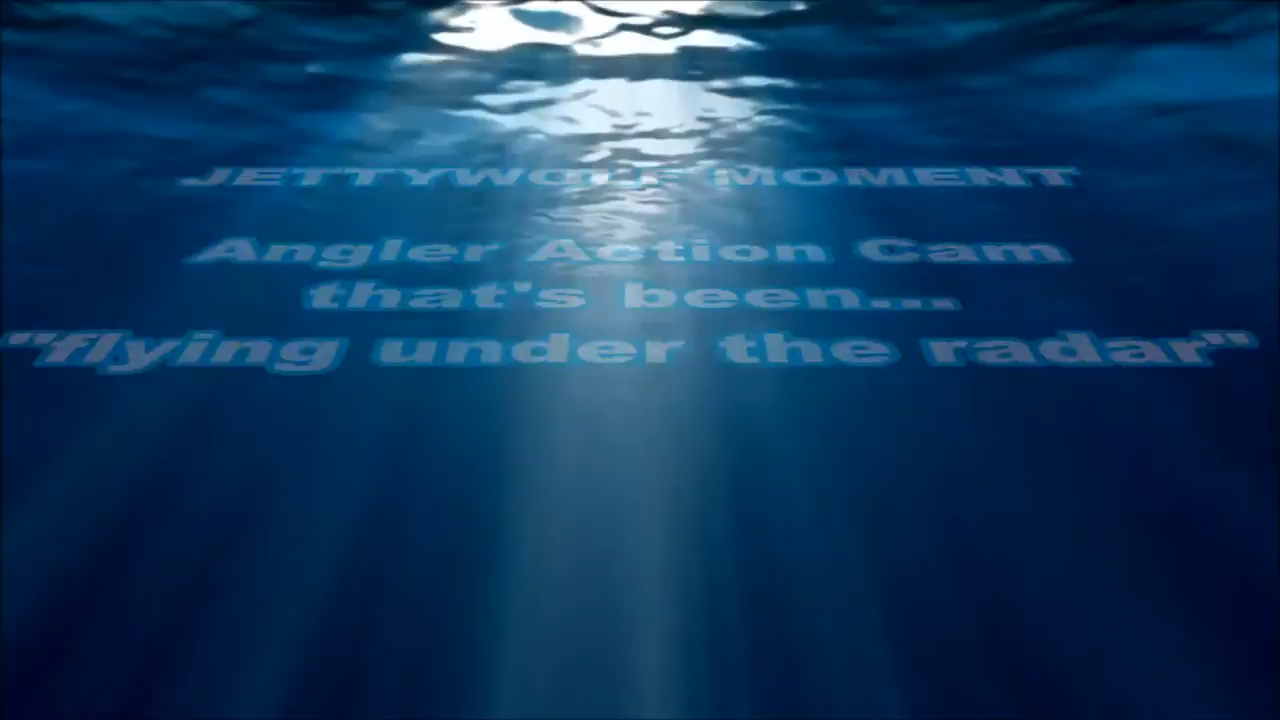 JETTYWOLF MOMENT
Angler Action Cam
that's been...
"flying under the radar"